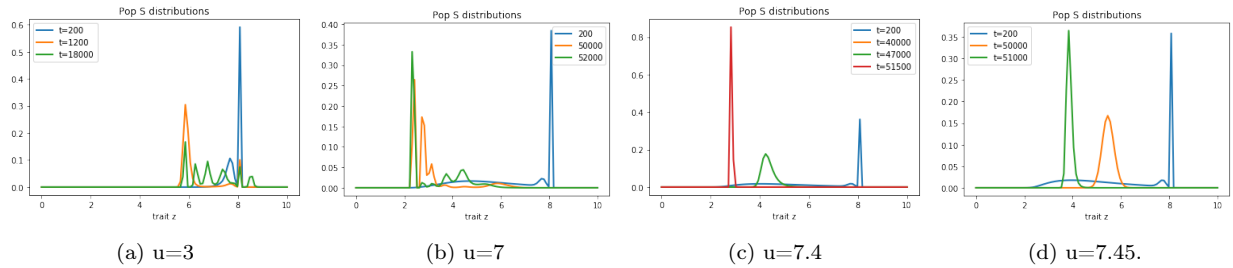 Pop S distributions
0.6
0.5
0.4
0.3
0.2
0.1
0.0
t=200
t=1200
t=18000
0 2 4 6 8 10
trait z
(a) u=3
Pop S distributions
0.40
0.35
0.30
0.25
0.20
0.15
0.10
0.05
0.00
200
50000
52000
0 2 4 6 8 10
trait z
(b) u=7
Pop S distributions
0.8
0.6
0.4
0.2
0.0
t=200
t=40000
t=47000
t=51500
0 2 4 6 8 10
trait z
(c) u=7.4
Pop S distributions
0.35
0.30
0.25
0.20
0.15
0.10
0.05
0.00
t=200
t=50000
t=51000
0 2 4 6 8 10
trait z
(d) u=7.45.